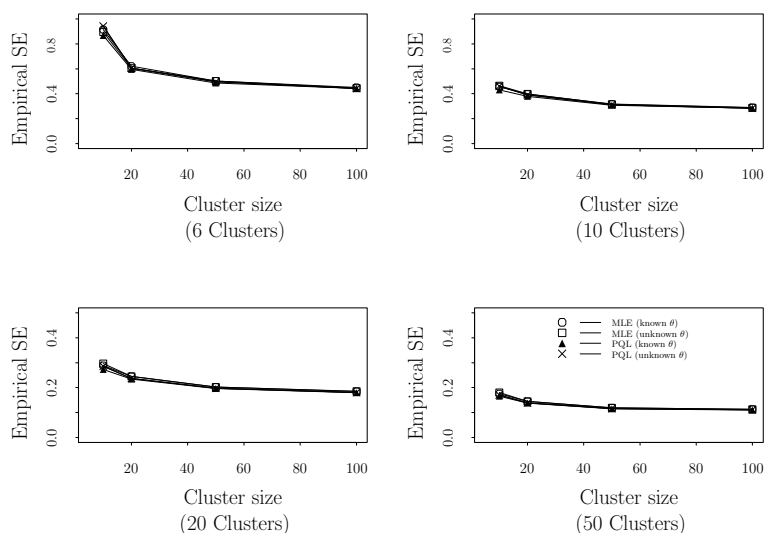 Empirical SE
0.8
0.4
0.0
20 40 60 80 100
Cluster size
(6 Clusters)
Empirical SE
0.8
0.4
0.0
20 40 60 80 100
Cluster size
(10 Clusters)
Empirical SE
0.4
0.2
0.0
20 40 60 80 100
Cluster size
(20 Clusters)
Empirical SE
0.4
0.2
0.0
MLE (known θ)
MLE (unknown θ)
PQL (known θ)
PQL (unknown θ)
20 40 60 80 100
Cluster size
(50 Clusters)